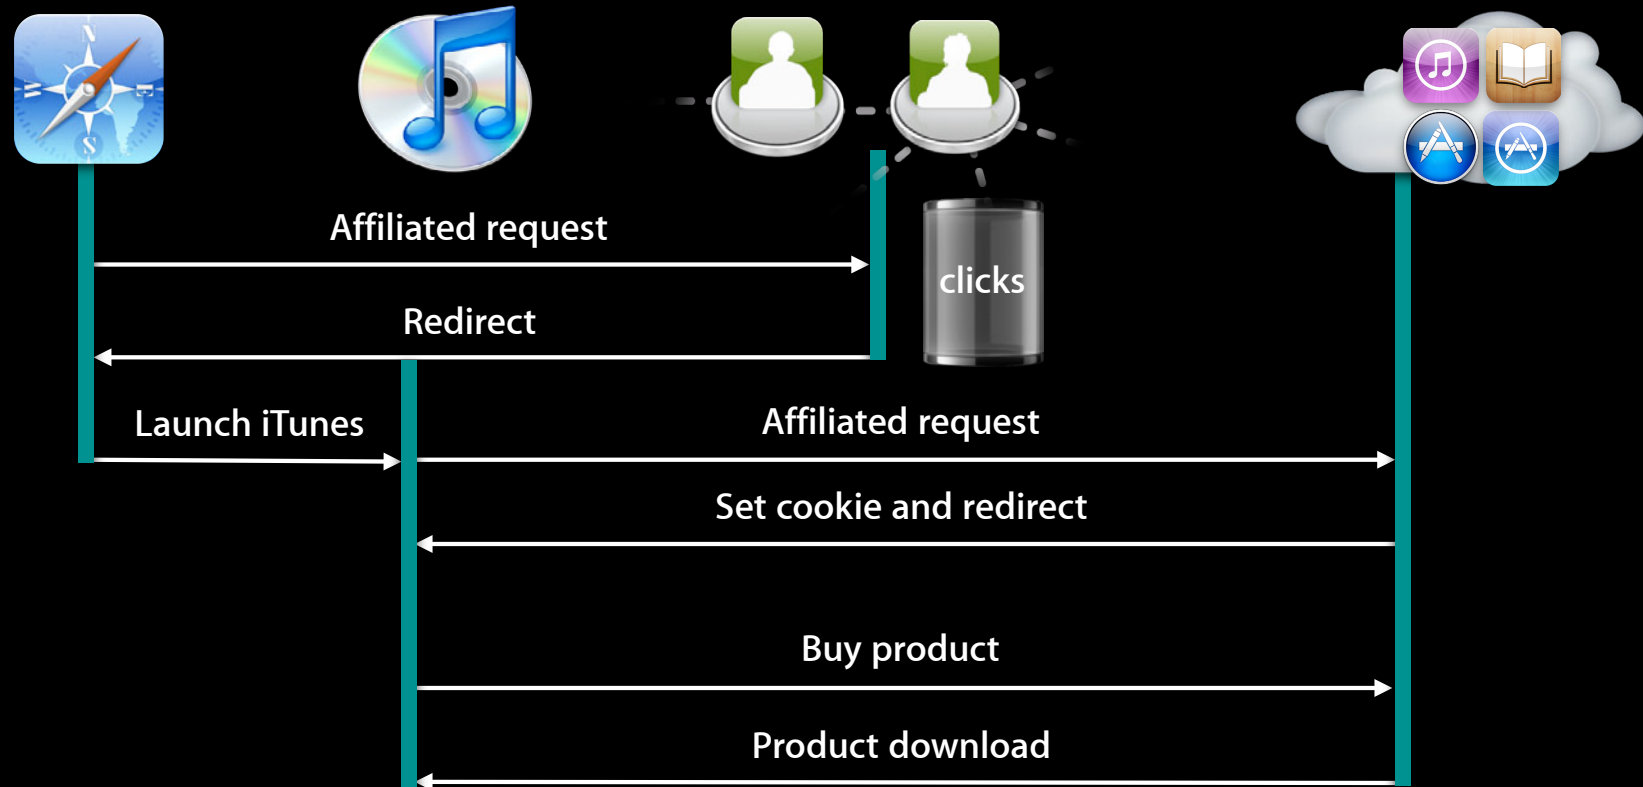 Affiliated request
clicks
Redirect
Launch iTunes
Affiliated request
Set cookie and redirect
Buy product
Product download